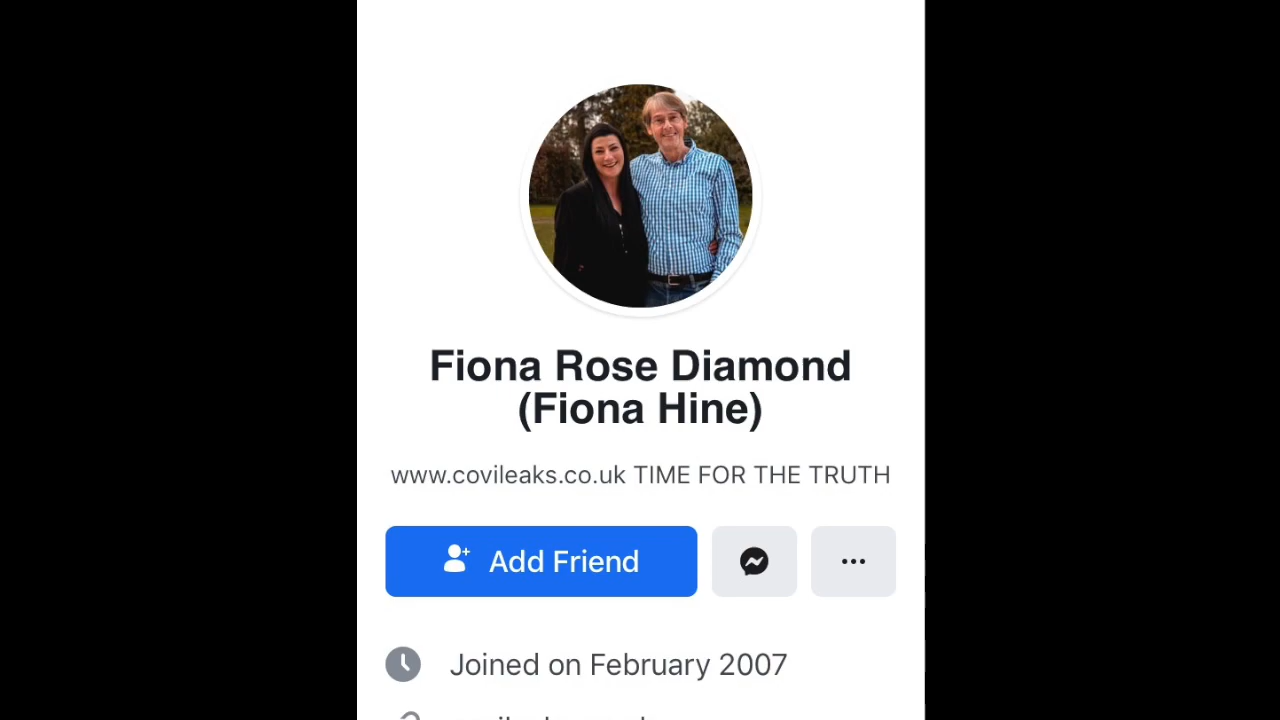 Fiona Rose Diamond
(Fiona Hine)
www.covileaks.co.uk TIME FOR THE TRUTH
Add Friend
Joined on February 2007